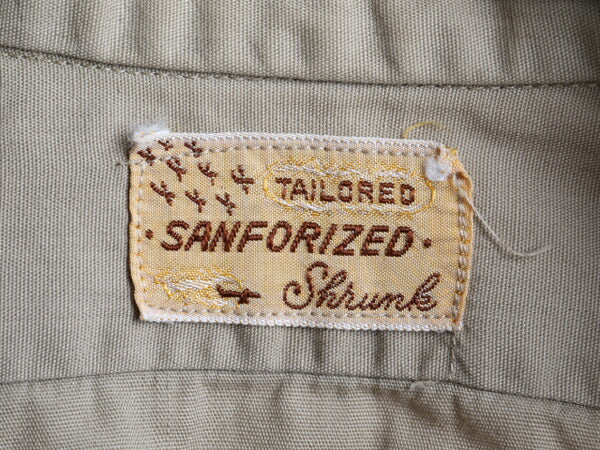 TAILORED
• SANFORIZED •
Shrunk